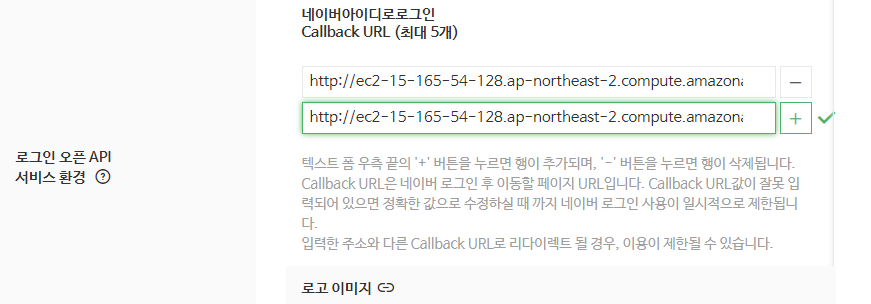 네이버아이디로로그인
Callback URL (최대 5개)
http://ec2-15-165-54-128.ap-northeast-2.compute.amazona
−
http://ec2-15-165-54-128.ap-northeast-2.compute.amazona
+
로그인 오픈 API
서비스 환경 ?
텍스트 폼 우측 끝의 '+' 버튼을 누르면 행이 추가되며, '-' 버튼을 누르면 행이 삭제됩니다.
Callback URL은 네이버 로그인 후 이동할 페이지 URL입니다. Callback URL값이 잘못 입
력되어 있으면 정확한 값으로 수정하실 때 까지 네이버 로그인 사용이 일시적으로 제한됩니
다.
입력한 주소와 다른 Callback URL로 리다이렉트 될 경우, 이용이 제한될 수 있습니다.
로고 이미지